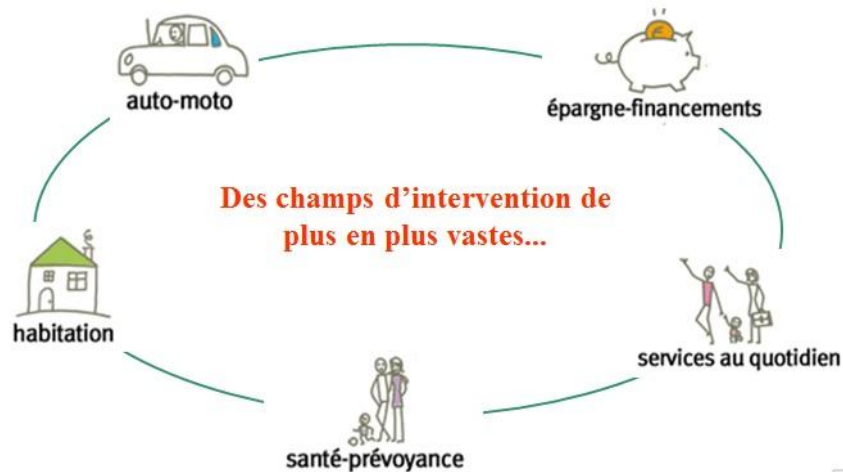 auto-moto
épargne-financements
Des champs d'intervention de
plus en plus vastes...
habitation
services au quotidien
santé-prévoyance